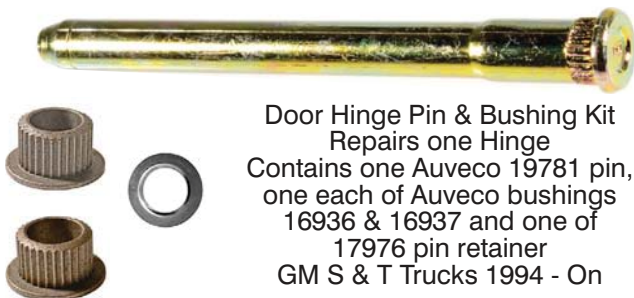 Door Hinge Pin & Bushing Kit
Repairs one Hinge
Contains one Auveco 19781 pin,
one each of Auveco bushings
16936 & 16937 and one of
17976 pin retainer
GM S & T Trucks 1994 - On